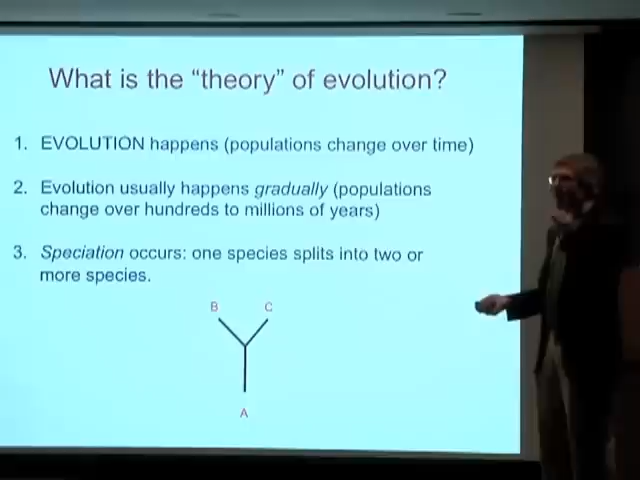 What is the “theory” of evolution?
1. EVOLUTION happens (populations change over time)
2. Evolution usually happens gradually (populations
change over hundreds to millions of years)
3. Speciation occurs: one species splits into two or
more species.
B C
A